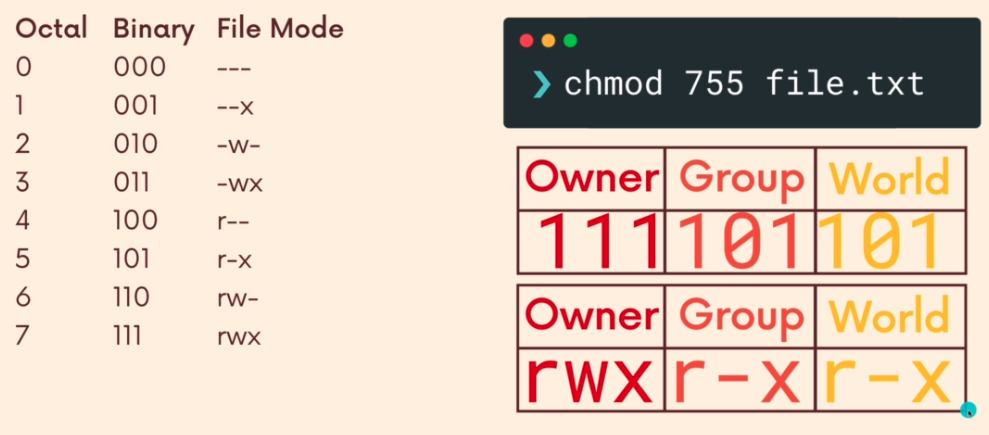 Octal Binary File Mode
0 000 ---
1 001 --x
2 010 -w-
3 011 -wx
4 100 r--
5 101 r-x
6 110 rw-
7 111 rwx
❯ chmod 755 file.txt
Owner Group World
111 101 101
Owner Group World
rwx r-x r-x